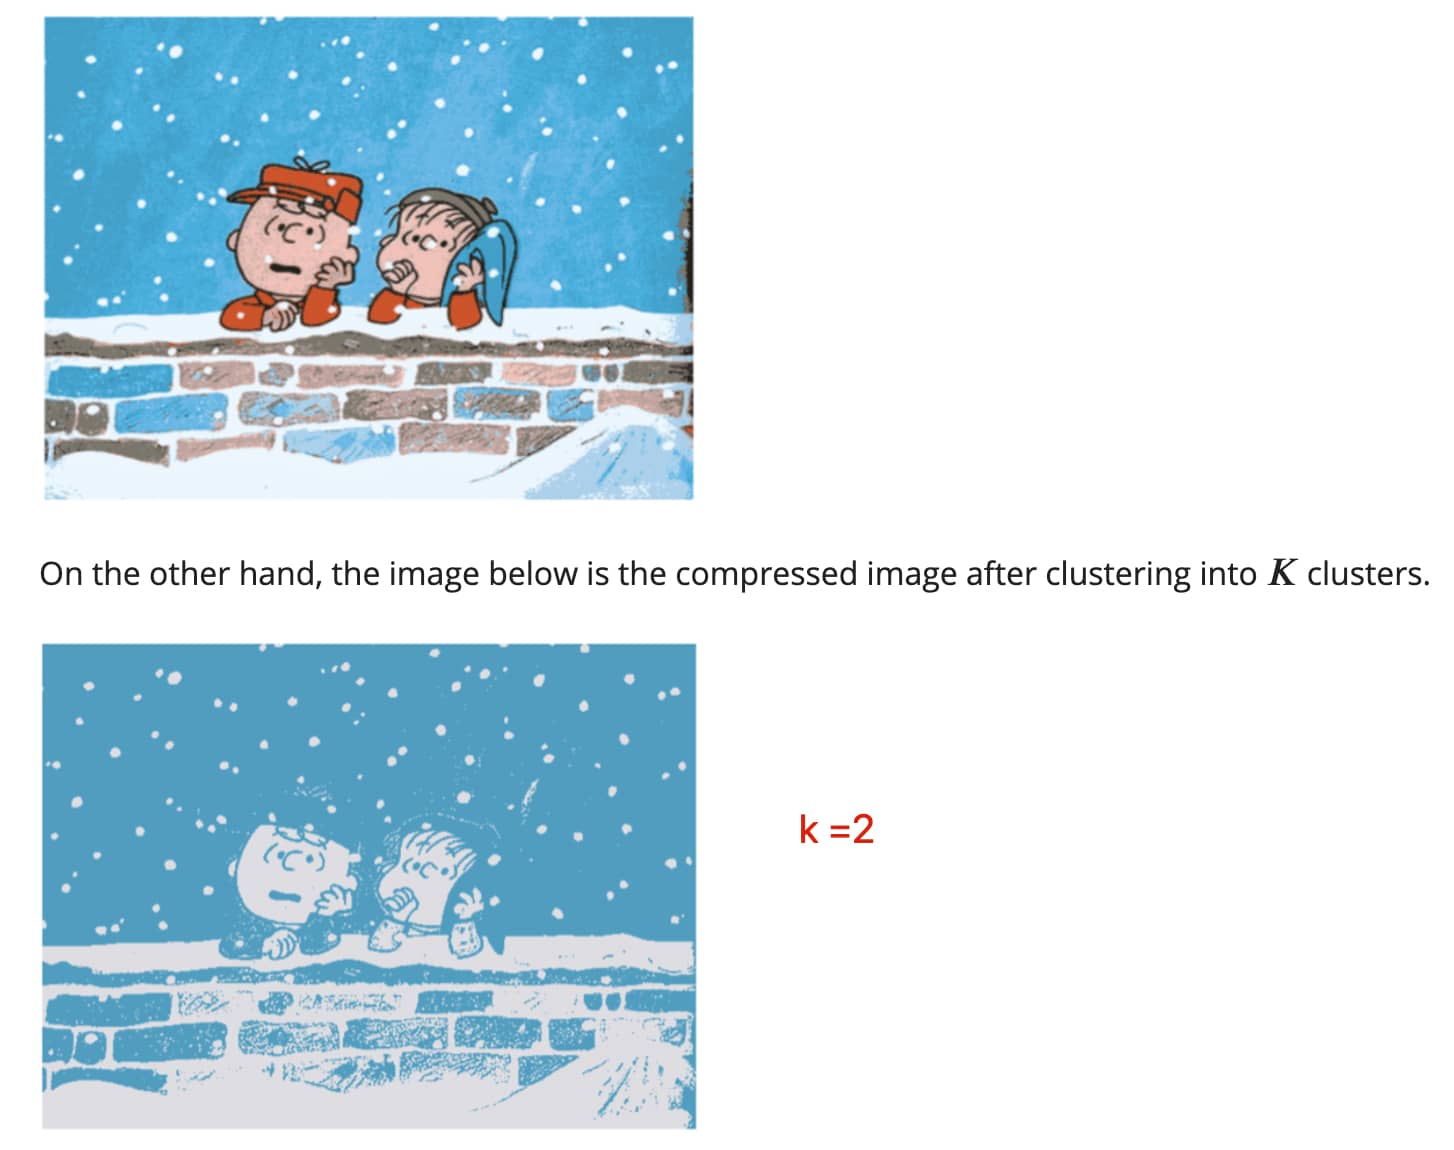 On the other hand, the image below is the compressed image after clustering into K clusters.
k =2